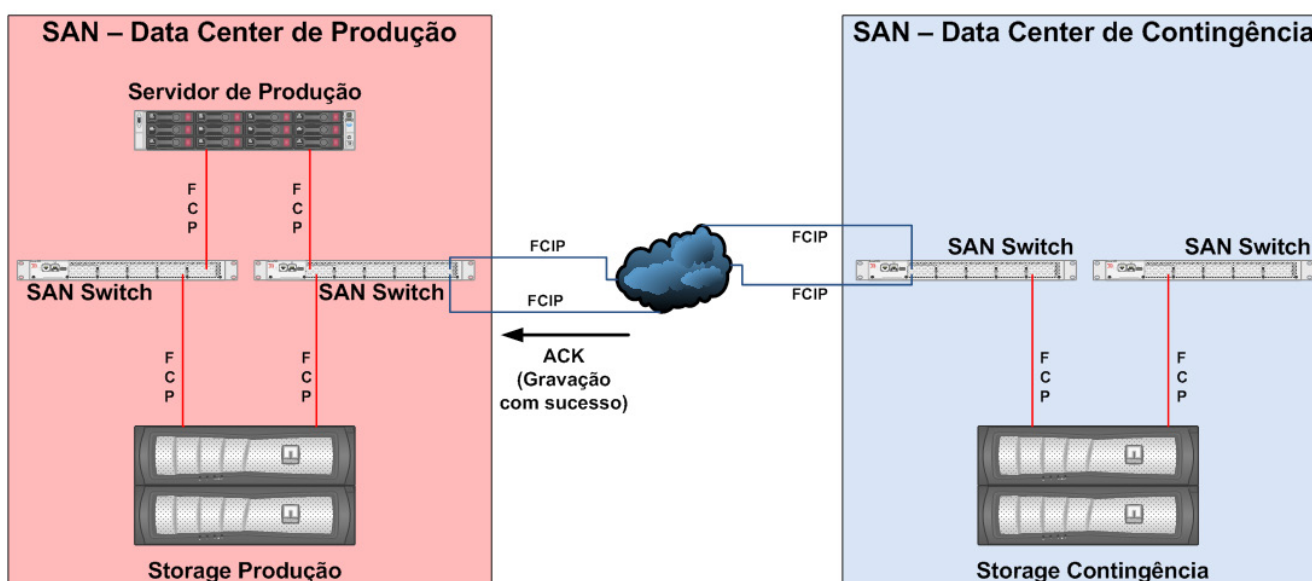 SAN – Data Center de Produção
SAN – Data Center de Contingência
Servidor de Produção
F
C
P
F
C
P
SAN Switch
SAN Switch
FCIP
FCIP
FCIP
FCIP
SAN Switch
SAN Switch
ACK
(Gravação
com sucesso)
F
C
P
F
C
P
F
C
P
F
C
P
Storage Produção
Storage Contingência